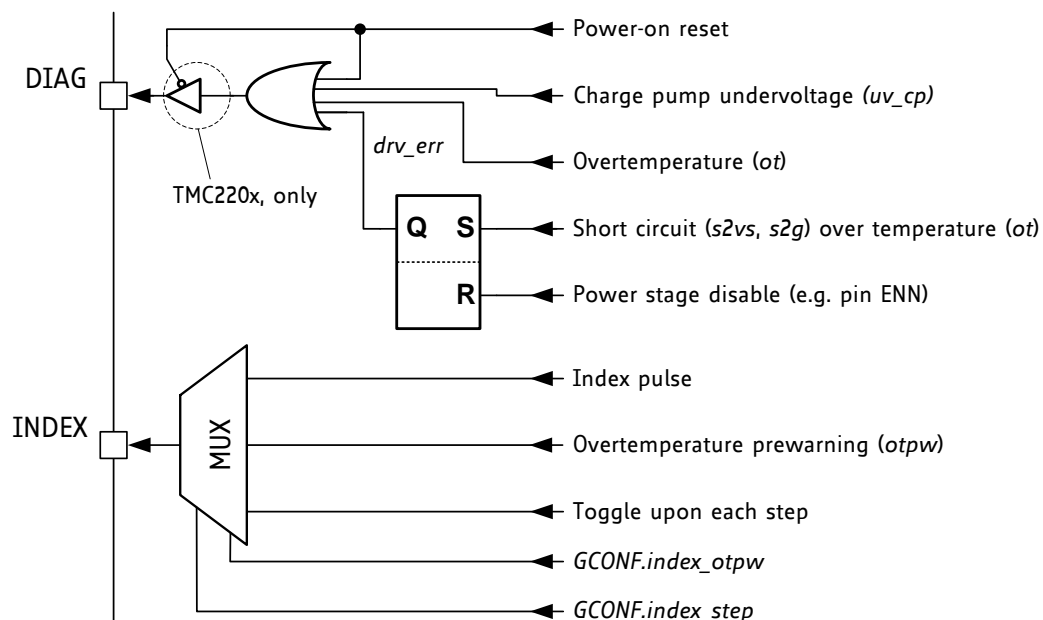 Power-on reset
DIAG
Charge pump undervoltage (uv_cp)
drv_err
Overtemperature (ot)
TMC220x, only
Q S
Short circuit (s2vs, s2g) over temperature (ot)
R
Power stage disable (e.g. pin ENN)
Index pulse
INDEX
MUX
Overtemperature prewarning (otpw)
Toggle upon each step
GCONF.index_otpw
GCONF.index_step